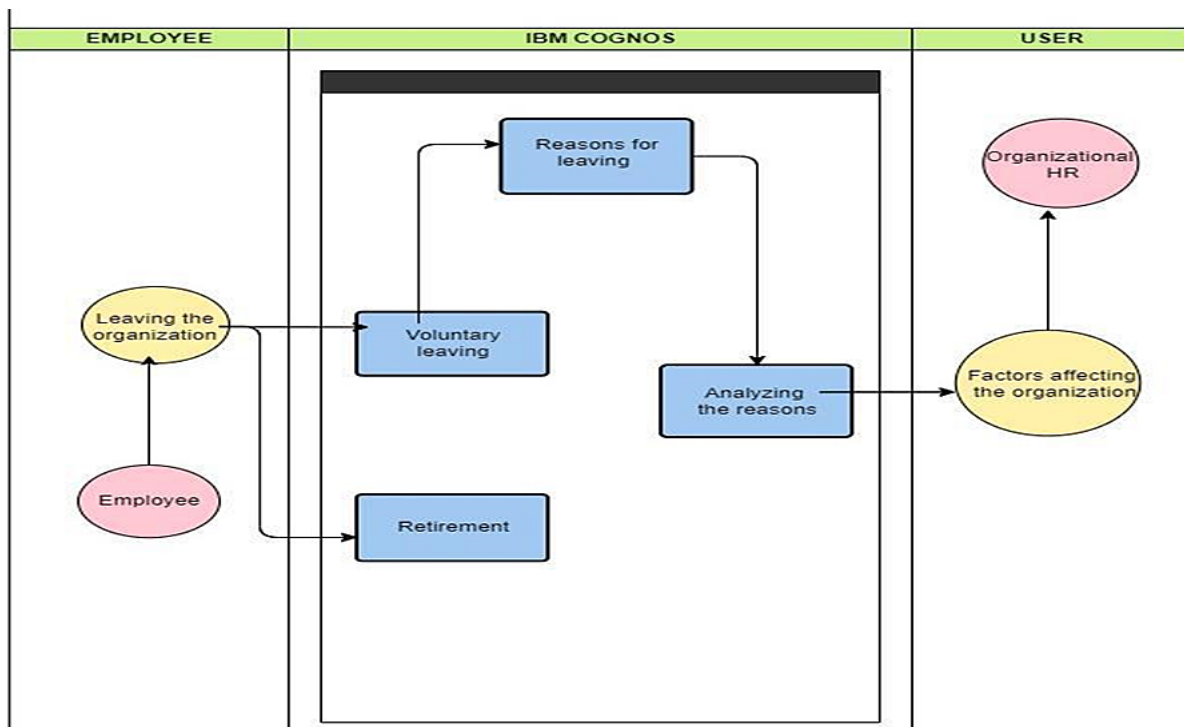 EMPLOYEE
IBM COGNOS
USER
Reasons for
leaving
Organizational
HR
Leaving the
organization
Voluntary
leaving
Analyzing
the reasons
Factors affecting
the organization
Employee
Retirement